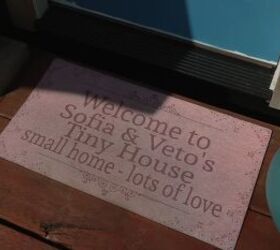 Welcome to
Sofia & Veto's
Tiny House
small home - lots of love